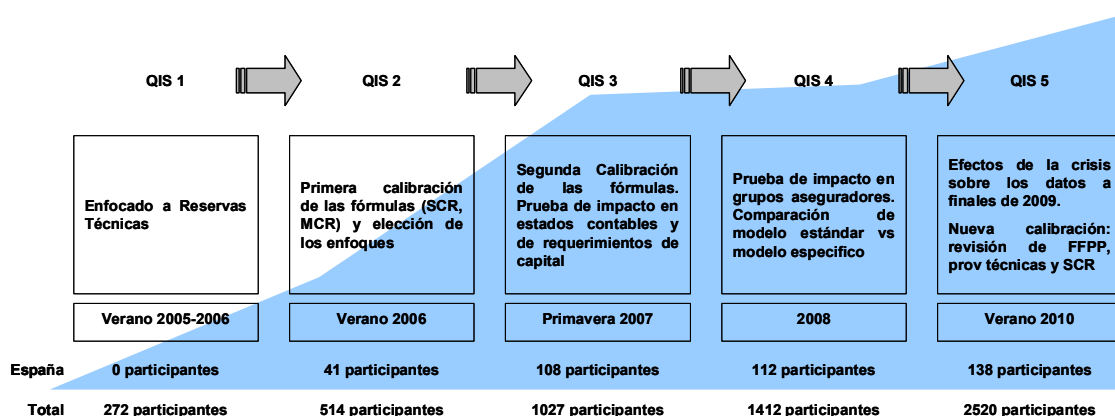 QIS 1
QIS 2
QIS 3
QIS 4
QIS 5
Enfocado a Reservas
Técnicas
Primera calibración
de las fórmulas (SCR,
MCR) y elección de
los enfoques
Segunda Calibración
de las fórmulas.
Prueba de impacto en
estados contables y
de requerimientos de
capital
Prueba de impacto en
grupos aseguradores.
Comparación de
modelo estándar vs
modelo especifico
Efectos de la crisis
sobre los datos a
finales de 2009.
Nueva calibración:
revisión de FFPP,
prov técnicas y SCR
Verano 2005-2006
Verano 2006
Primavera 2007
2008
Verano 2010
España 0 participantes 41 participantes 108 participantes 112 participantes 138 participantes
Total 272 participantes 514 participantes 1027 participantes 1412 participantes 2520 participantes